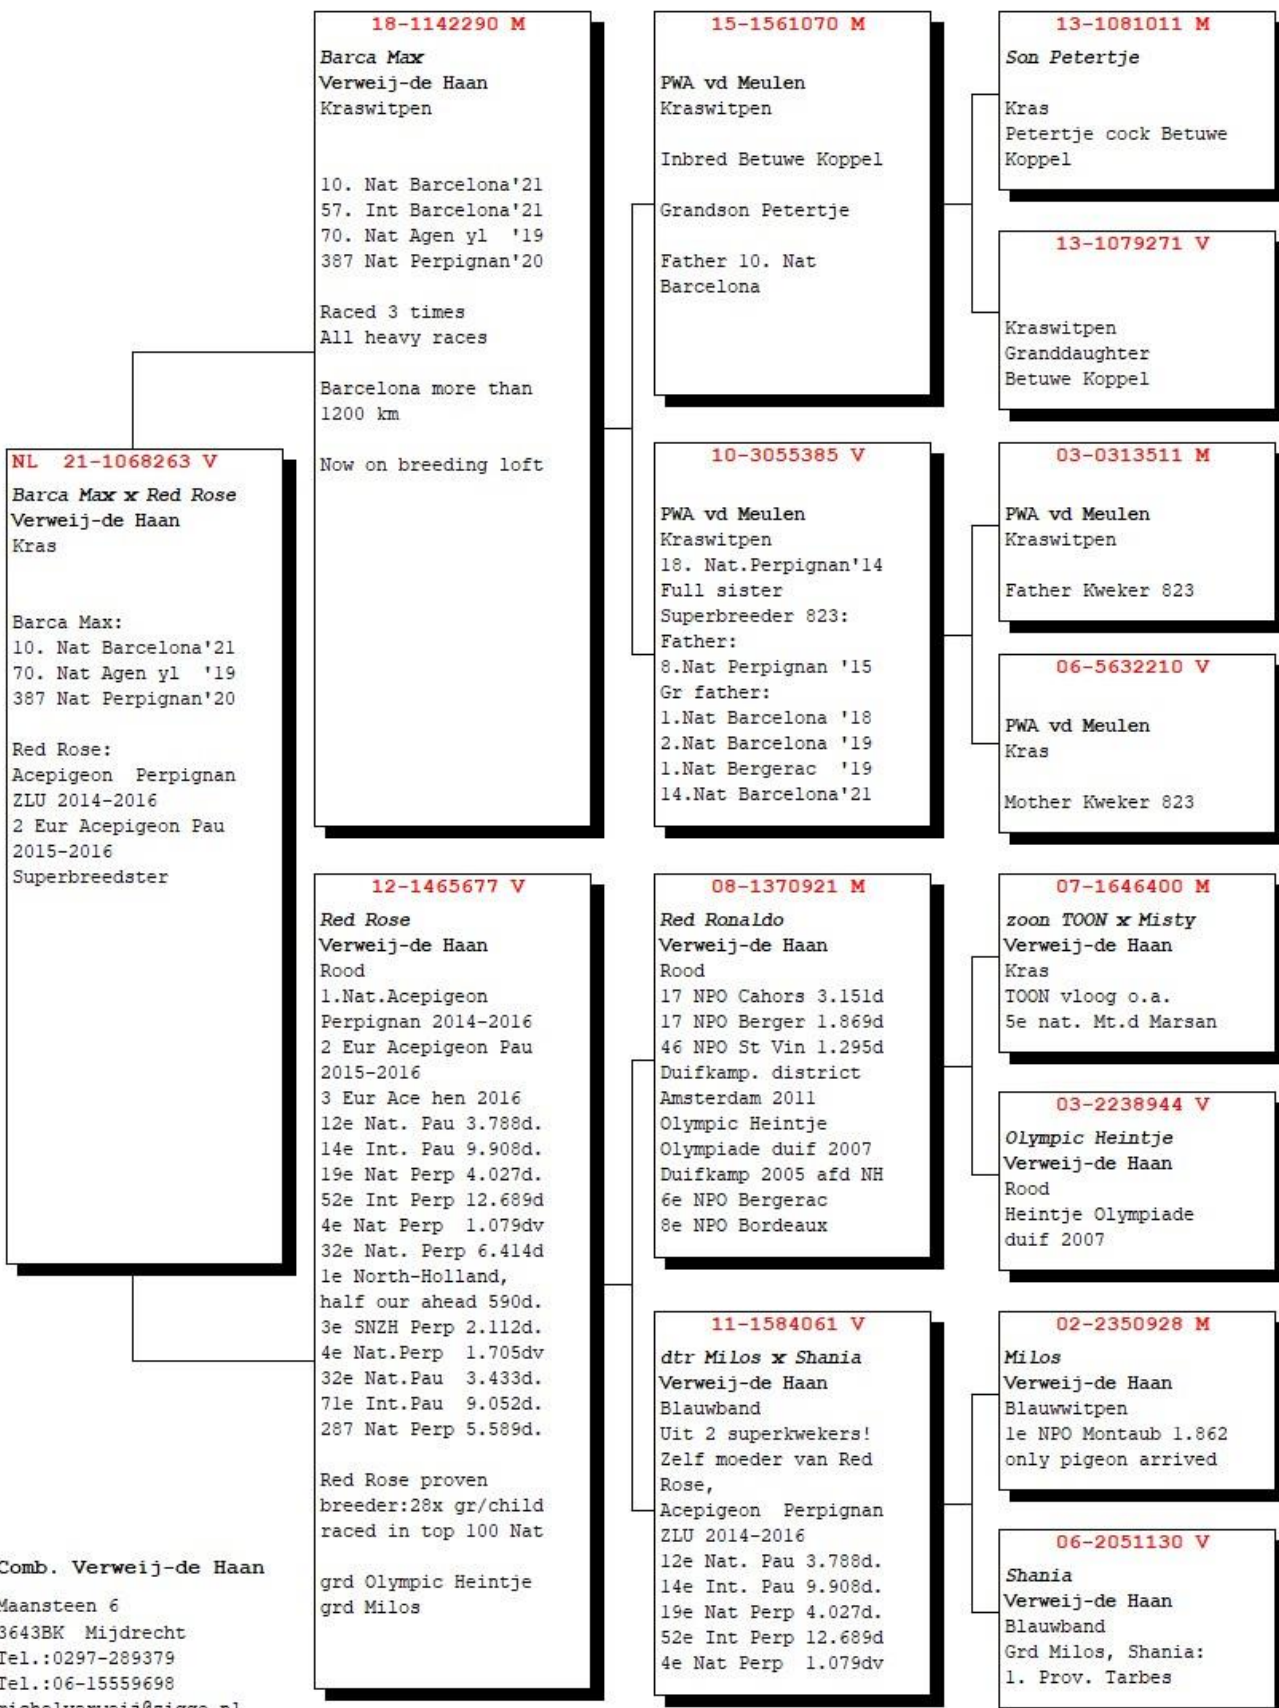 NL 21-1068263 V
Barca Max x Red Rose
Verweij-de Haan
Kras
Barca Max:
10. Nat Barcelona'21
70. Nat Agen yl '19
387 Nat Perpignan'20
Red Rose:
Acepigeon Perpignan
ZLU 2014-2016
2 Eur Acepigeon Pau
2015-2016
Superbreedster
18-1142290 M
Barca Max
Verweij-de Haan
Kraswitpen
10. Nat Barcelona'21
57. Int Barcelona'21
70. Nat Agen yl '19
387 Nat Perpignan'20
Raced 3 times
All heavy races
Barcelona more than
1200 km
Now on breeding loft
12-1465677 V
Red Rose
Verweij-de Haan
Rood
1.Nat.Acepigeon
Perpignan 2014-2016
2 Eur Acepigeon Pau
2015-2016
3 Eur Ace hen 2016
12e Nat. Pau 3.788d.
14e Int. Pau 9.908d.
19e Nat Perp 4.027d.
52e Int Perp 12.689d
4e Nat Perp 1.079dv
32e Nat. Perp 6.414d
1e North-Holland,
half our ahead 590d.
3e SNZH Perp 2.112d.
4e Nat.Perp 1.705dv
32e Nat.Pau 3.433d.
71e Int.Pau 9.052d.
287 Nat Perp 5.589d.
Red Rose proven
breeder:28x gr/child
raced in top 100 Nat
grd Olympic Heintje
grd Milos
15-1561070 M
PWA vd Meulen
Kraswitpen
Inbred Betuwe Koppel
Grandson Petertje
Father 10. Nat
Barcelona
10-3055385 V
PWA vd Meulen
Kraswitpen
18. Nat.Perpignan'14
Full sister
Superbreeder 823:
Father:
8.Nat Perpignan '15
Gr father:
1.Nat Barcelona '18
2.Nat Barcelona '19
1.Nat Bergerac '19
14.Nat Barcelona'21
08-1370921 M
Red Ronaldo
Verweij-de Haan
Rood
17 NPO Cahors 3.151d
17 NPO Berger 1.869d
46 NPO St Vin 1.295d
Duifkamp. district
Amsterdam 2011
Olympic Heintje
Olympiade duif 2007
Duifkamp 2005 afd NH
6e NPO Bergerac
8e NPO Bordeaux
11-1584061 V
dtr Milos x Shania
Verweij-de Haan
Blauwband
Uit 2 superkwekers!
Zelf moeder van Red
Rose,
Acepigeon Perpignan
ZLU 2014-2016
12e Nat. Pau 3.788d.
14e Int. Pau 9.908d.
19e Nat Perp 4.027d.
52e Int Perp 12.689d
4e Nat Perp 1.079dv
13-1081011 M
Son Petertje
Kras
Petertje cock Betuwe
Koppel
13-1079271 V
Kraswitpen
Granddaughter
Betuwe Koppel
03-0313511 M
PWA vd Meulen
Kraswitpen
Father Kweker 823
06-5632210 V
PWA vd Meulen
Kras
Mother Kweker 823
07-1646400 M
zoon TOON x Misty
Verweij-de Haan
Kras
TOON vloog o.a.
5e nat. Mt.d Marsan
03-2238944 V
Olympic Heintje
Verweij-de Haan
Rood
Heintje Olympiade
duif 2007
02-2350928 M
Milos
Verweij-de Haan
Blauwwitpen
1e NPO Montaub 1.862
only pigeon arrived
06-2051130 V
Shania
Verweij-de Haan
Blauwband
Grd Milos, Shania:
1. Prov. Tarbes
Comb. Verweij-de Haan
Maansteen 6
3643BK Mijdrecht
Tel.:0297-289379
Tel.:06-15559698